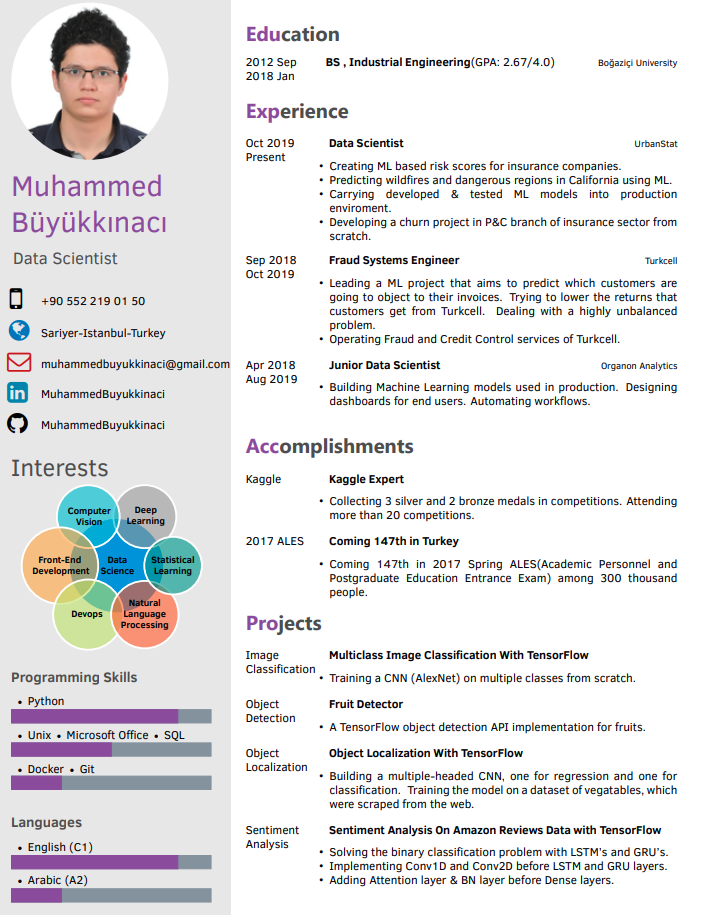 Muhammed
Büyükkınacı
Data Scientist
+90 552 219 01 50
Sariyer-Istanbul-Turkey
muhammedbuyukkinaci@gmail.com
MuhammedBuyukkinaci
MuhammedBuyukkinaci
Interests
Computer
Vision
Deep
Learning
Front-End
Development
Data
Science
Statistical
Learning
Devops
Natural
Language
Processing
Programming Skills
• Python
• Unix • Microsoft Office • SQL
• Docker • Git
Languages
• English (C1)
• Arabic (A2)
Education
2012 Sep BS , Industrial Engineering(GPA: 2.67/4.0) Boğaziçi University
2018 Jan
Experience
Oct 2019 Data Scientist UrbanStat
Present
• Creating ML based risk scores for insurance companies.
• Predicting wildfires and dangerous regions in California using ML.
• Carrying developed & tested ML models into production
enviroment.
• Developing a churn project in P&C branch of insurance sector from
scratch.
Sep 2018 Fraud Systems Engineer Turkcell
Oct 2019
• Leading a ML project that aims to predict which customers are
going to object to their invoices. Trying to lower the returns that
customers get from Turkcell. Dealing with a highly unbalanced
problem.
• Operating Fraud and Credit Control services of Turkcell.
Apr 2018 Junior Data Scientist Organon Analytics
Aug 2019
• Building Machine Learning models used in production. Designing
dashboards for end users. Automating workflows.
Accomplishments
Kaggle Kaggle Expert
• Collecting 3 silver and 2 bronze medals in competitions. Attending
more than 20 competitions.
2017 ALES Coming 147th in Turkey
• Coming 147th in 2017 Spring ALES(Academic Personnel and
Postgraduate Education Entrance Exam) among 300 thousand
people.
Projects
Image Multiclass Image Classification With TensorFlow
Classification
• Training a CNN (AlexNet) on multiple classes from scratch.
Object Fruit Detector
Detection
• A TensorFlow object detection API implementation for fruits.
Object Object Localization With TensorFlow
Localization
• Building a multiple-headed CNN, one for regression and one for
classification. Training the model on a dataset of vegatables, which
were scraped from the web.
Sentiment Sentiment Analysis On Amazon Reviews Data with TensorFlow
Analysis
• Solving the binary classification problem with LSTM's and GRU's.
• Implementing Conv1D and Conv2D before LSTM and GRU layers.
• Adding Attention layer & BN layer before Dense layers.